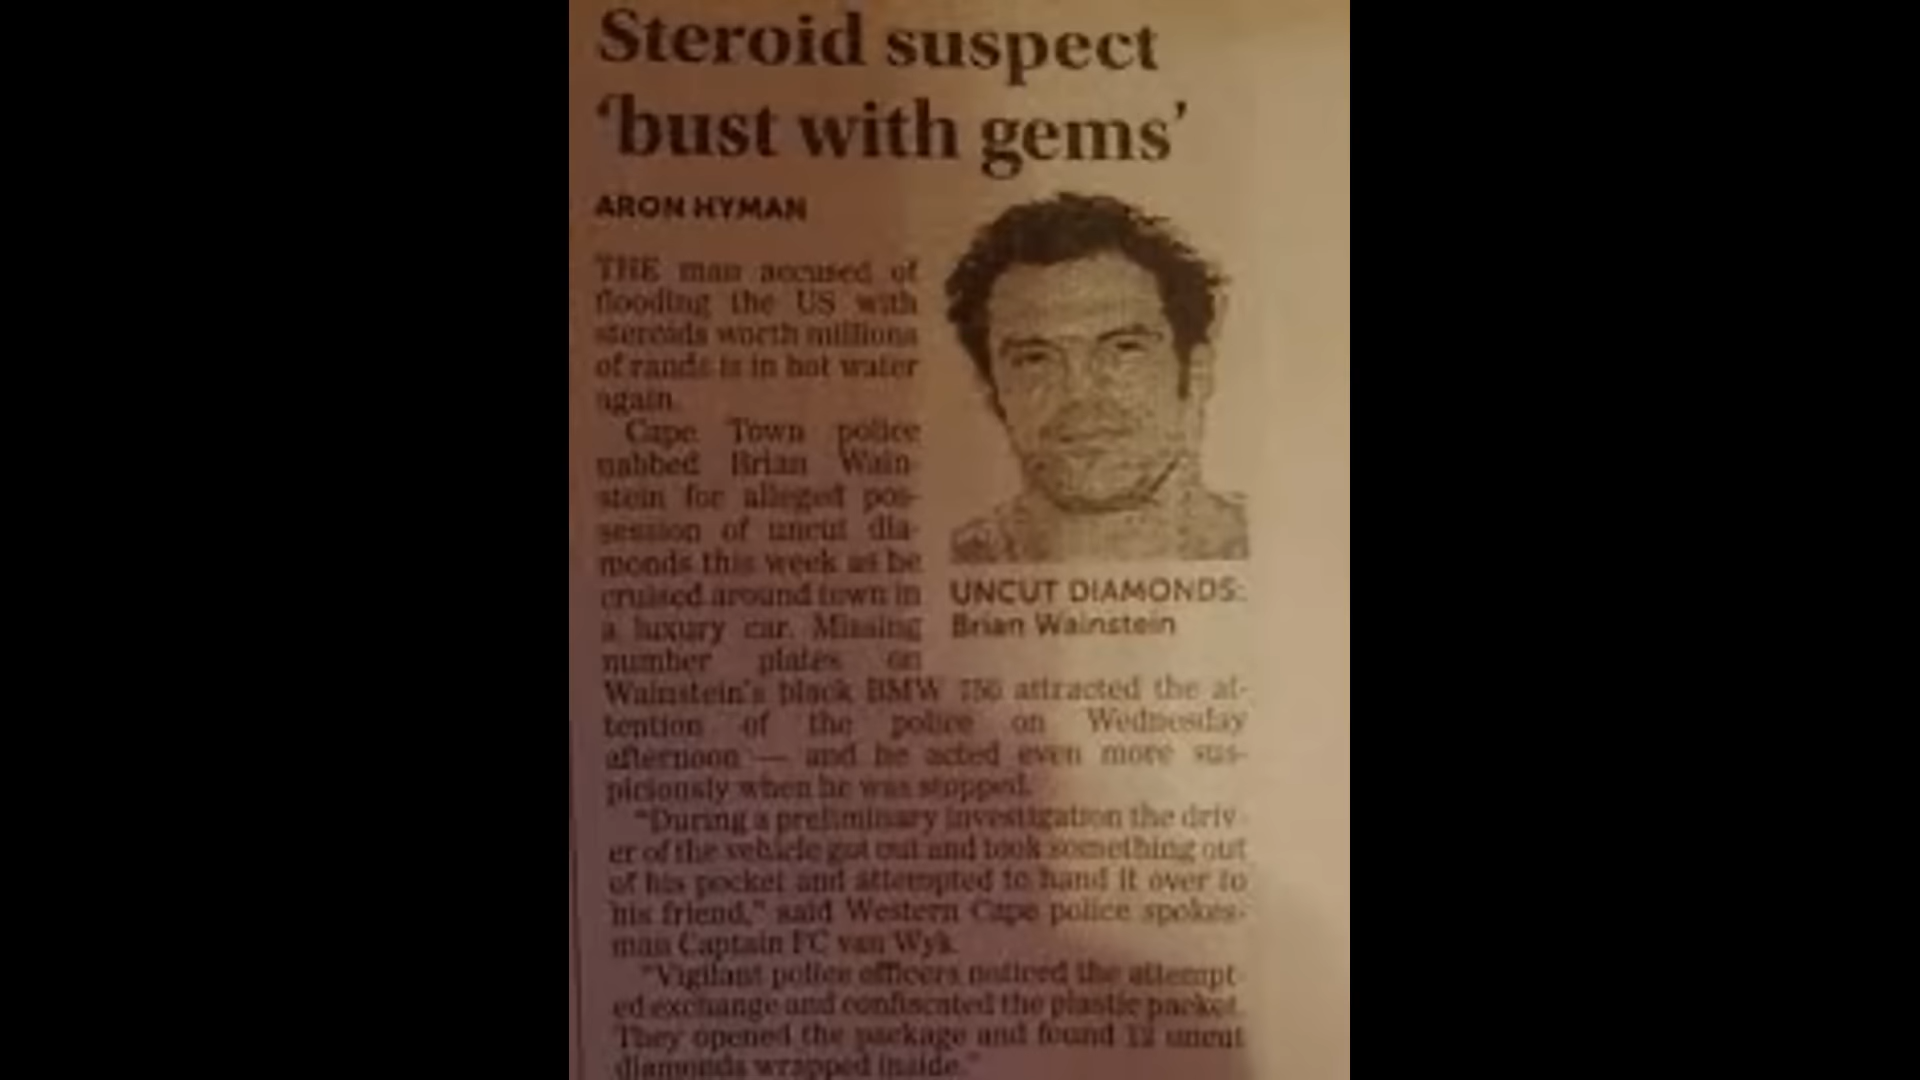 Steroid suspect
‘bust with gems’
ARON HYMAN
THE man accused of
flooding the US with
steroids worth millions
of rands is in hot water
again.
Cape Town police
nabbed Brian Wain-
stein for alleged pos-
session of uncut dia-
monds this week as he
cruised around town in
a luxury car. Missing
number plates on
Wainstein's black BMW 750 attracted the at-
tention of the police on Wednesday
afternoon — and he acted even more sus-
piciously when he was stopped.
"During a preliminary investigation the driv-
er of the vehicle got out and took something out
of his pocket and attempted to hand it over to
his friend," said Western Cape police spokes-
man Captain FC van Wyk.
"Vigilant police officers noticed the attempt-
ed exchange and confiscated the plastic packet.
They opened the package and found 12 uncut
diamonds wrapped inside."
UNCUT DIAMONDS:
Brian Wainstein